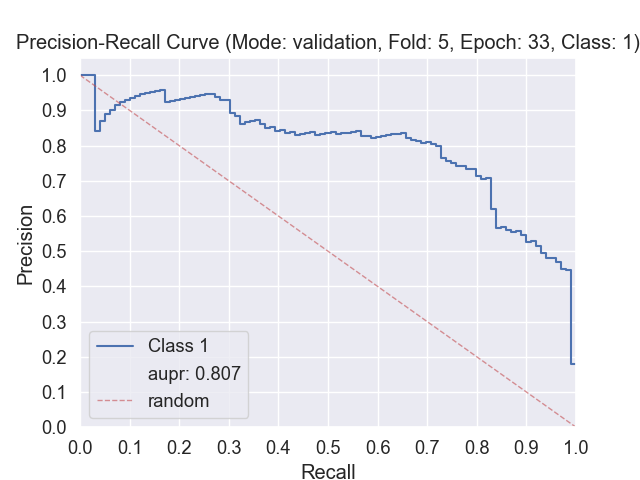 Precision-Recall Curve (Mode: validation, Fold: 5, Epoch: 33, Class: 1)
1.0
0.9
0.8
0.7
0.6
0.5
0.4
0.3
0.2
0.1
0.0
Precision
Class 1
aupr: 0.807
random
0.0 0.1 0.2 0.3 0.4 0.5 0.6 0.7 0.8 0.9 1.0
Recall